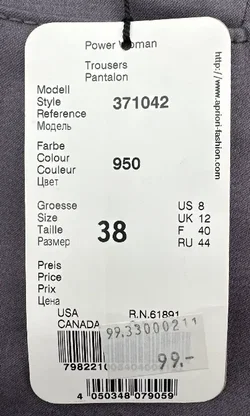 Power Woman
Trousers
Pantalon
http://www.apriori-fashion.com
Modell
Style 371042
Reference
Модель
Farbe
Colour 950
Couleur
Цвет
Groesse US 8
Size UK 12
Taille 38 F 40
Размер RU 44
Preis
Price
Prix
Цена
USA R.N.61891
CANADA
99.33000211
99.-
4 050348 079059